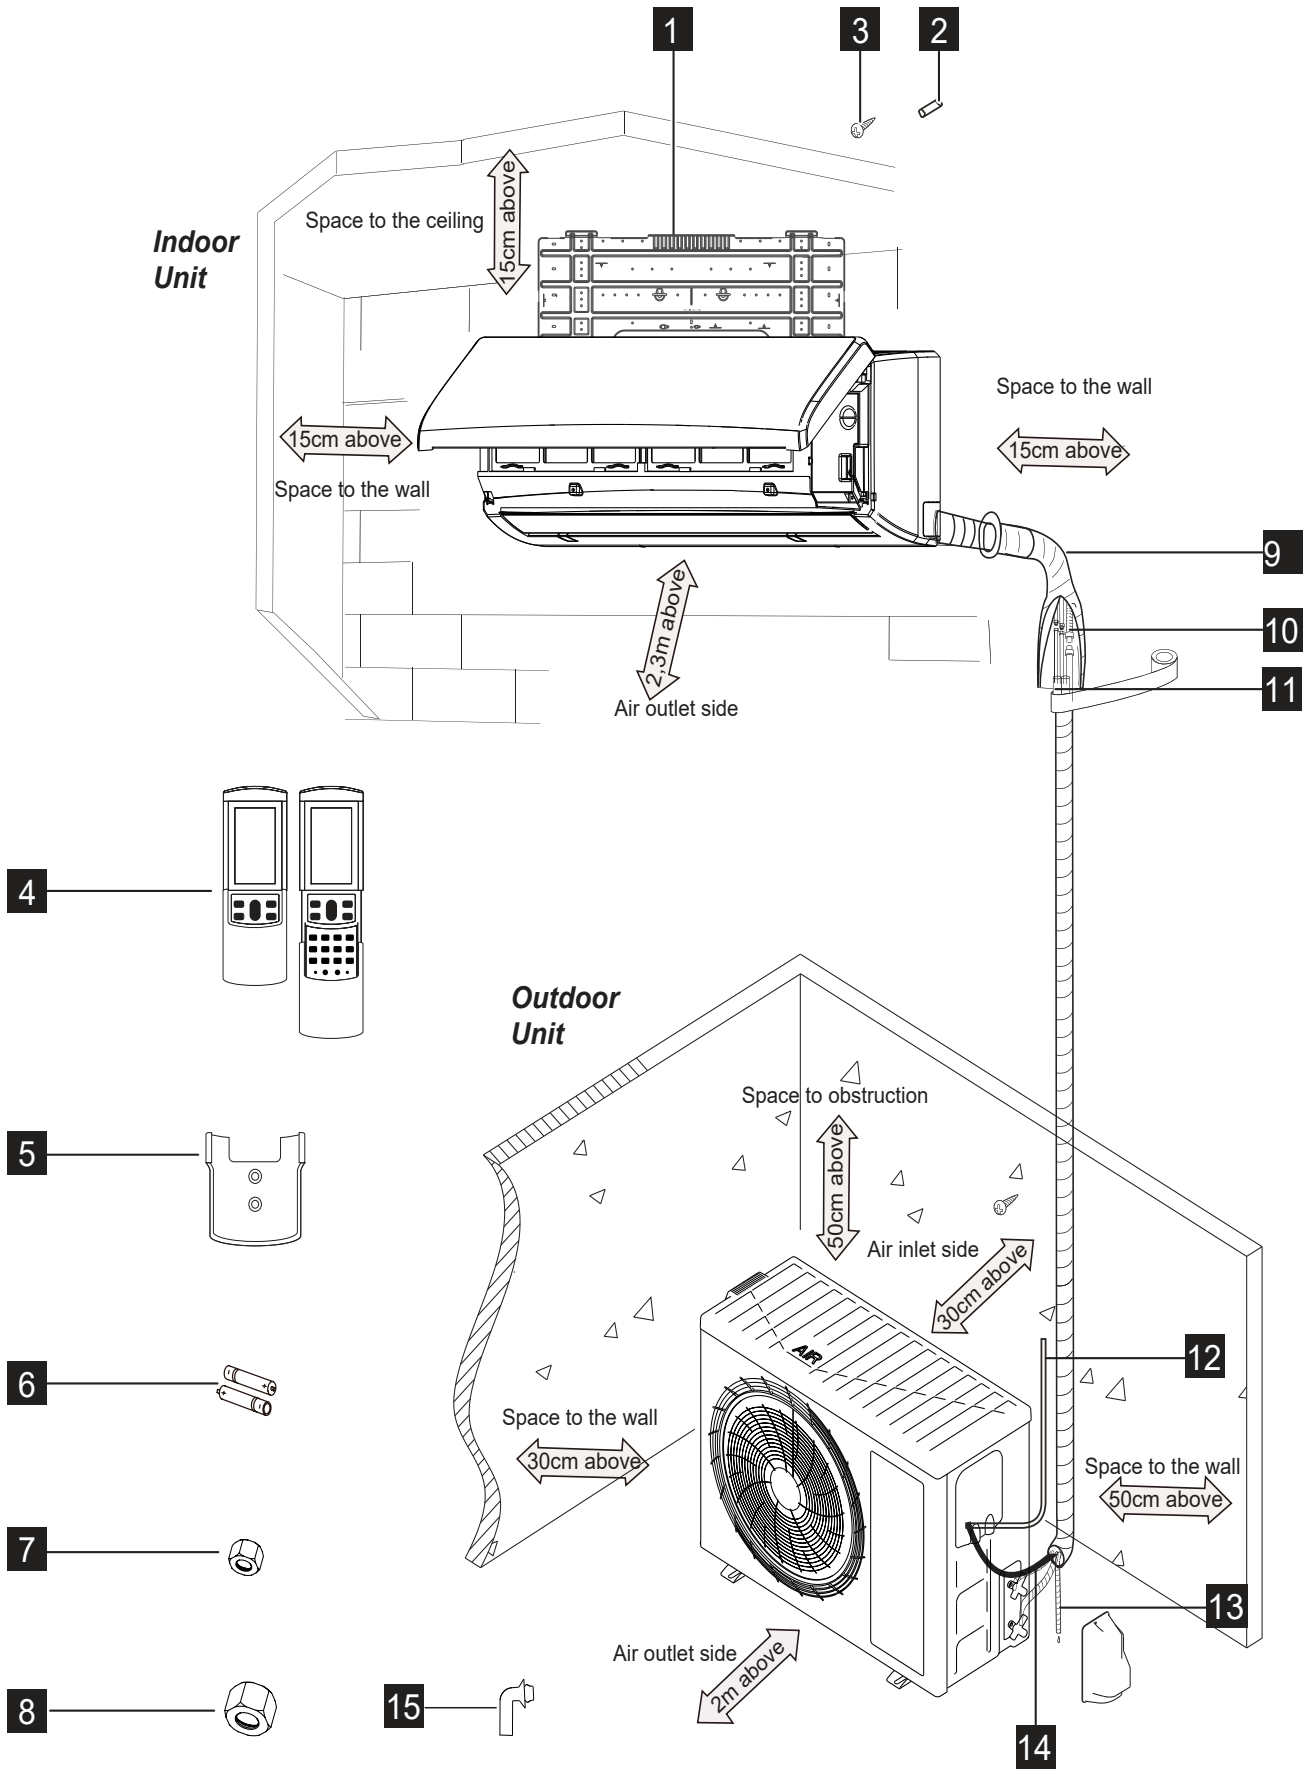 1
3
2
Indoor
Unit
Space to the ceiling
15cm above
Space to the wall
15cm above
15cm above
Space to the wall
9
10
11
2,3m above
Air outlet side
4
Outdoor
Unit
Space to obstruction
5
50cm above
Air inlet side
30cm above
AIR
12
6
Space to the wall
30cm above
Space to the wall
50cm above
7
13
Air outlet side
2m above
8
15
14